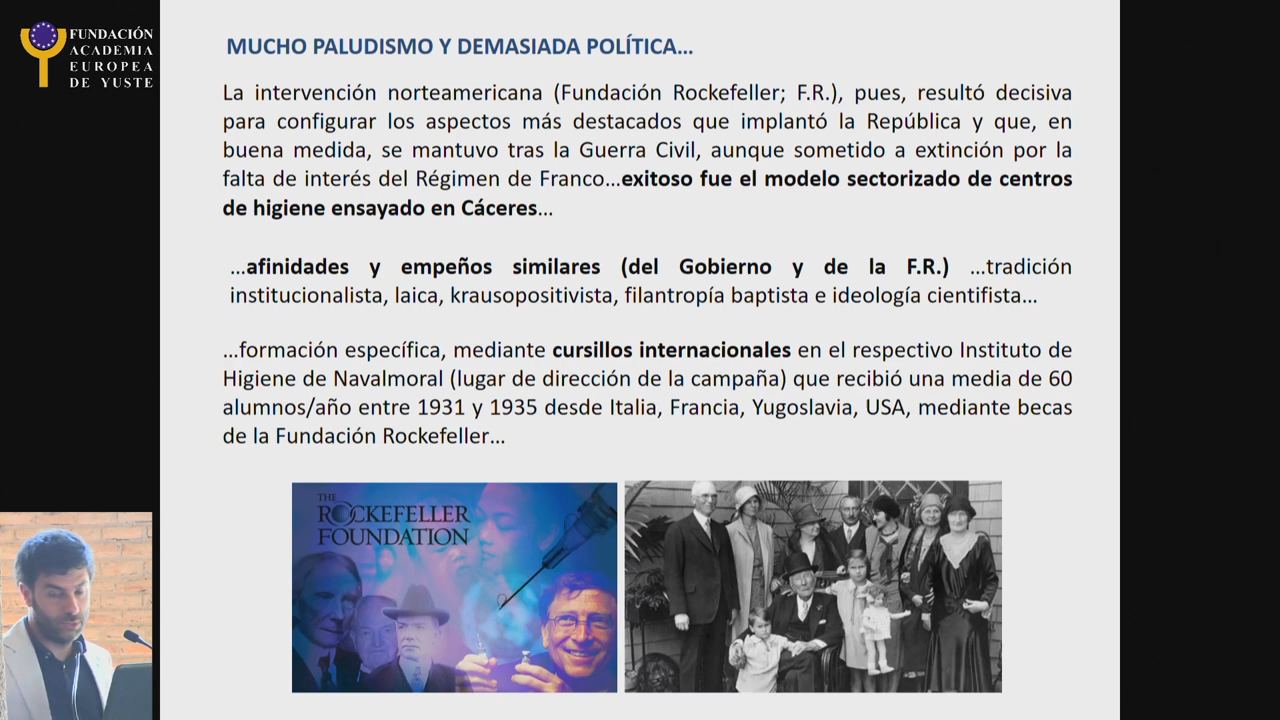 FUNDACIÓN
ACADEMIA
EUROPEA
DE YUSTE
MUCHO PALUDISMO Y DEMASIADA POLÍTICA…
La intervención norteamericana (Fundación Rockefeller; F.R.), pues, resultó decisiva
para configurar los aspectos más destacados que implantó la República y que, en
buena medida, se mantuvo tras la Guerra Civil, aunque sometido a extinción por la
falta de interés del Régimen de Franco…exitoso fue el modelo sectorizado de centros
de higiene ensayado en Cáceres…
…afinidades y empeños similares (del Gobierno y de la F.R.) …tradición
institucionalista, laica, krausopositivista, filantropía baptista e ideología cientifista…
…formación específica, mediante cursillos internacionales en el respectivo Instituto de
Higiene de Navalmoral (lugar de dirección de la campaña) que recibió una media de 60
alumnos/año entre 1931 y 1935 desde Italia, Francia, Yugoslavia, USA, mediante becas
de la Fundación Rockefeller…
THE
ROCKEFELLER
FOUNDATION